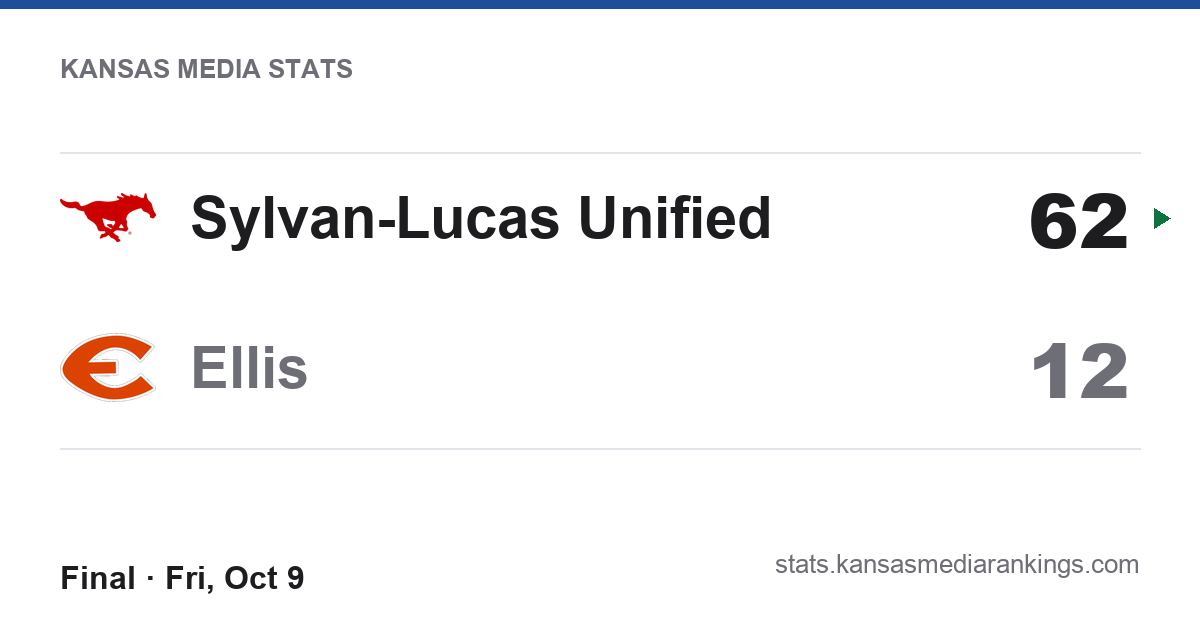 KANSAS MEDIA STATS
Sylvan-Lucas Unified 62
Ellis 12
Final · Fri, Oct 9
stats.kansasmediarankings.com